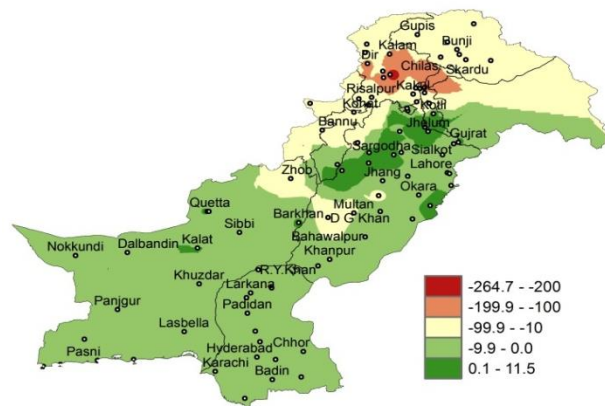 Gupis
Bunji
Dir
Kalam
Chilas
Skardu
Risalpur
Kakul
Kohat
Kotli
Bannu
Jhalum
Gujrat
Sargodha
Sialkot
Lahore
Zhob
Jhang
Okara
Quetta
Multan
Barkhan
D G Khan
Sibbi
Nokkundi
Dalbandin
Kalat
Bahawalpur
Khanpur
R.Y.Khan
Khuzdar
Larkana
Panjgur
Padidan
Lasbella
Hyderabad
Chhor
Pasni
Karachi
Badin
-264.7 - -200
-199.9 - -100
-99.9 - -10
-9.9 - 0.0
0.1 - 11.5